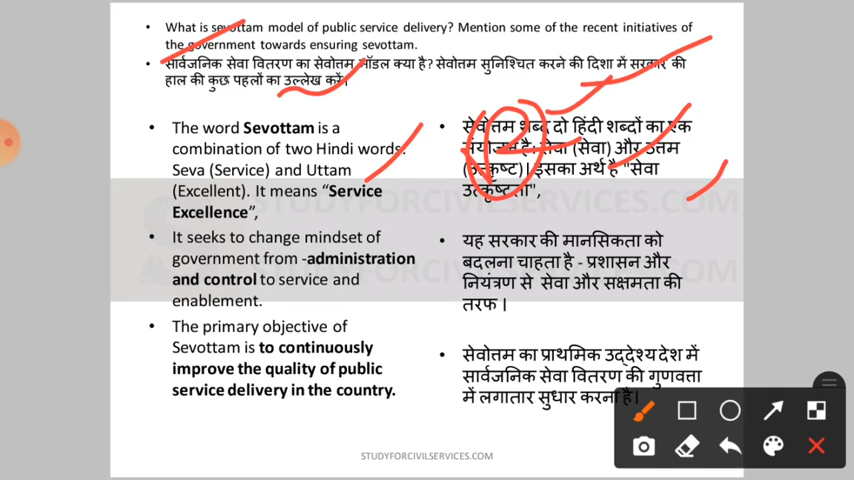 • What is sevottam model of public service delivery? Mention some of the recent initiatives of
the government towards ensuring sevottam.
• सार्वजनिक सेवा वितरण का सेवोत्तम मॉडल क्या है? सेवोत्तम सुनिश्चित करने की दिशा में सरकार की
हाल की कुछ पहलों का उल्लेख करें।
• The word Sevottam is a
combination of two Hindi words:
Seva (Service) and Uttam
(Excellent). It means “Service
Excellence”,
• It seeks to change mindset of
government from -administration
and control to service and
enablement.
• The primary objective of
Sevottam is to continuously
improve the quality of public
service delivery in the country.
• सेवोत्तम शब्द दो हिंदी शब्दों का एक
संयोजन है: सेवा (सेवा) और उत्तम
(उत्कृष्ट)। इसका अर्थ है "सेवा
उत्कृष्टता",
• यह सरकार की मानसिकता को
बदलना चाहता है - प्रशासन और
नियंत्रण से सेवा और सक्षमता की
तरफ ।
• सेवोत्तम का प्राथमिक उद्देश्य देश में
सार्वजनिक सेवा वितरण की गुणवत्ता
में लगातार सुधार करना है।
STUDYFORCIVILSERVICES.COM
STUDYFORCIVILSERVICES.COM